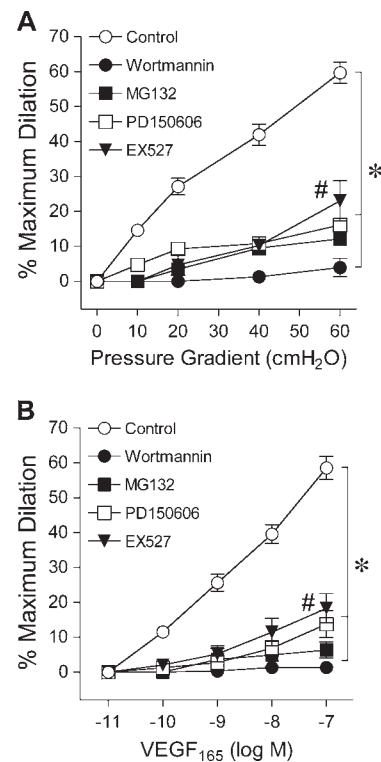 A
70
60
50
40
30
20
10
0
% Maximum Dilation
Control
Wortmannin
MG132
PD150606
EX527
#
*
0 10 20 40 60
Pressure Gradient (cmH₂O)
B
70
60
50
40
30
20
10
0
% Maximum Dilation
Control
Wortmannin
MG132
PD150606
EX527
#
*
-11 -10 -9 -8 -7
VEGF₁₆₅ (log M)